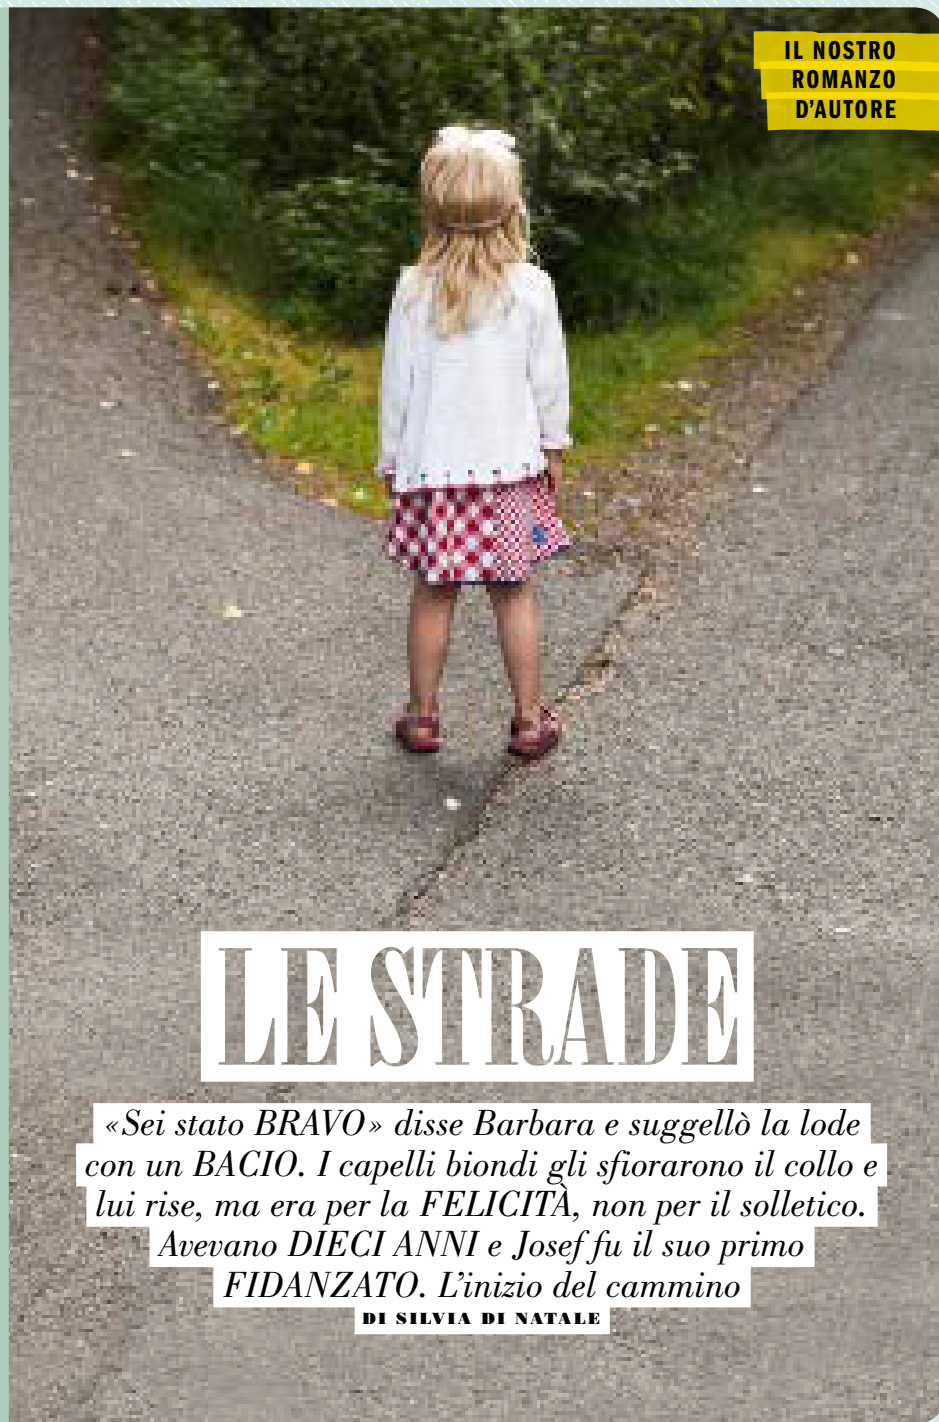 IL NOSTRO
ROMANZO
D'AUTORE
LE STRADE
«Sei stato BRAVO» disse Barbara e suggellò la lode
con un BACIO. I capelli biondi gli sfiorarono il collo e
lui rise, ma era per la FELICITÀ, non per il solletico.
Avevano DIECI ANNI e Josef fu il suo primo
FIDANZATO. L'inizio del cammino
DI SILVIA DI NATALE